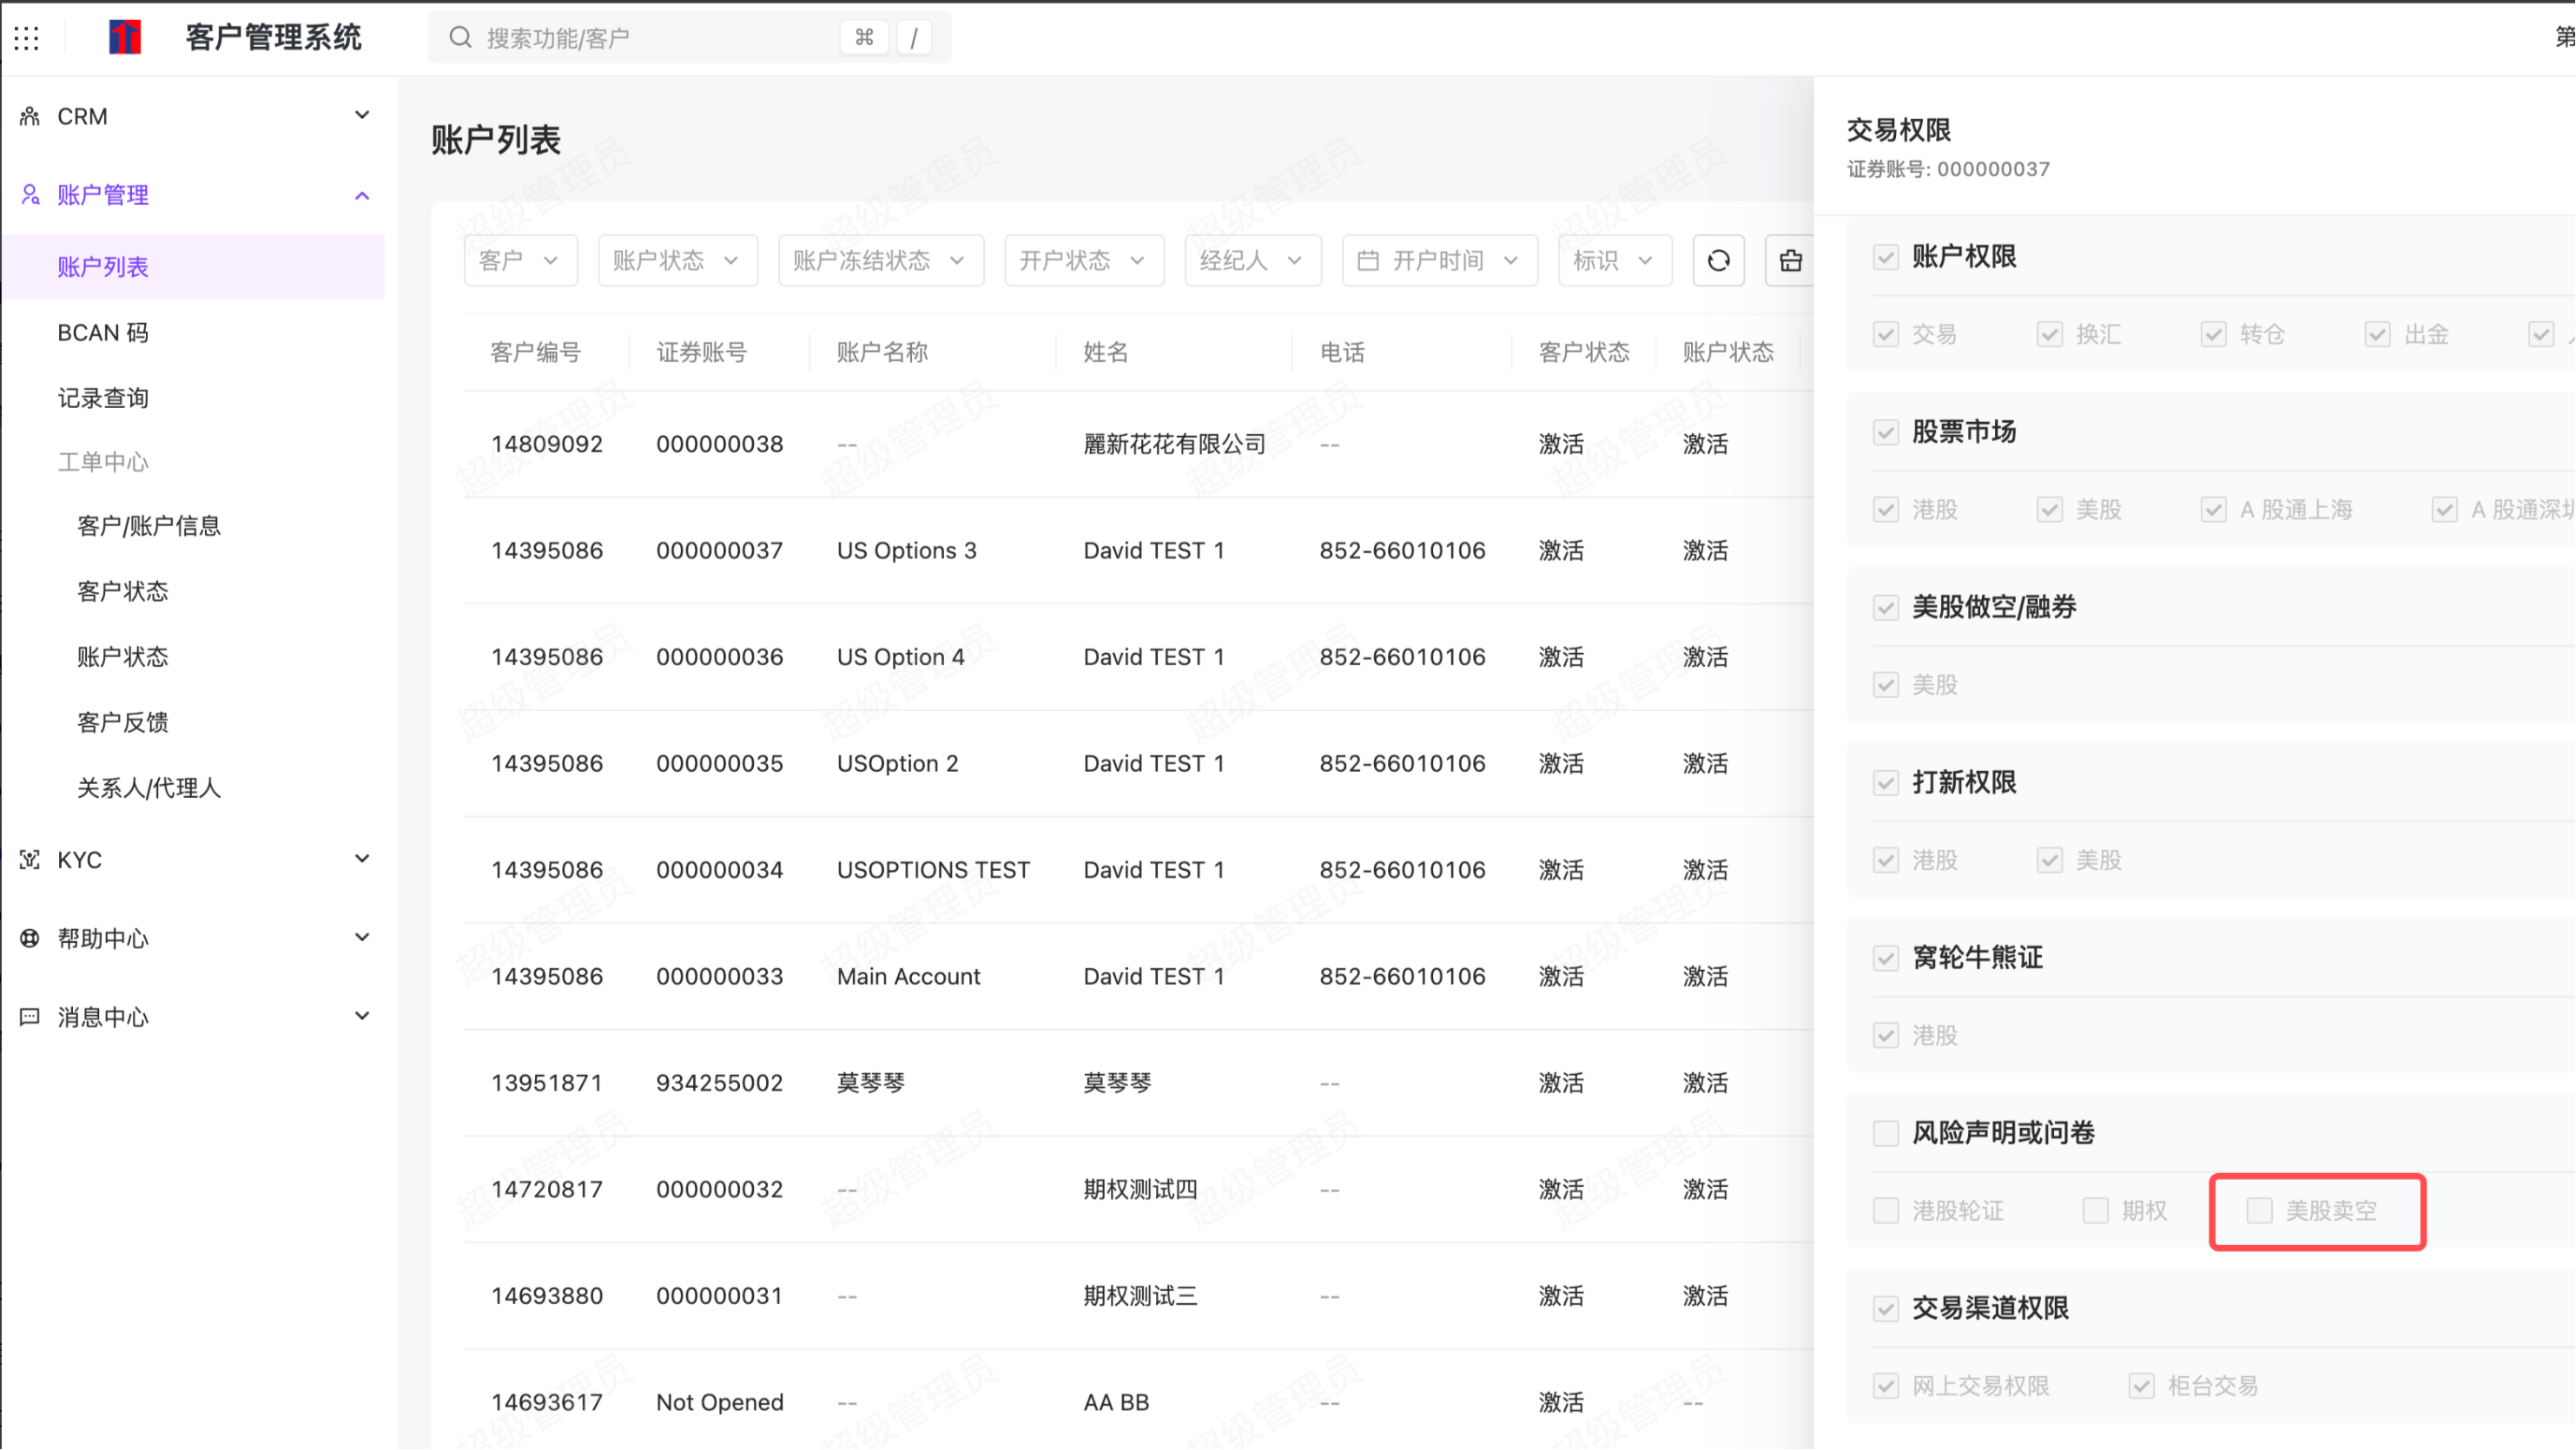 客户管理系统
搜索功能/客户
⌘ /
第
CRM
账户管理
账户列表
BCAN 码
记录查询
工单中心
客户/账户信息
客户状态
账户状态
客户反馈
关系人/代理人
KYC
帮助中心
消息中心
账户列表
客户 账户状态 账户冻结状态 开户状态 经纪人 开户时间 标识
客户编号 证券账号 账户名称 姓名 电话 客户状态 账户状态
14809092 000000038 -- 麗新花花有限公司 -- 激活 激活
14395086 000000037 US Options 3 David TEST 1 852-66010106 激活 激活
14395086 000000036 US Option 4 David TEST 1 852-66010106 激活 激活
14395086 000000035 USOption 2 David TEST 1 852-66010106 激活 激活
14395086 000000034 USOPTIONS TEST David TEST 1 852-66010106 激活 激活
14395086 000000033 Main Account David TEST 1 852-66010106 激活 激活
13951871 934255002 莫琴琴 莫琴琴 -- 激活 激活
14720817 000000032 -- 期权测试四 -- 激活 激活
14693880 000000031 -- 期权测试三 -- 激活 激活
14693617 Not Opened -- AA BB -- 激活 --
超级管理员
交易权限
证券账号: 000000037
账户权限
交易 换汇 转仓 出金
股票市场
港股 美股 A 股通上海 A 股通深圳
美股做空/融券
美股
打新权限
港股 美股
窝轮牛熊证
港股
风险声明或问卷
港股轮证 期权 美股卖空
交易渠道权限
网上交易权限 柜台交易